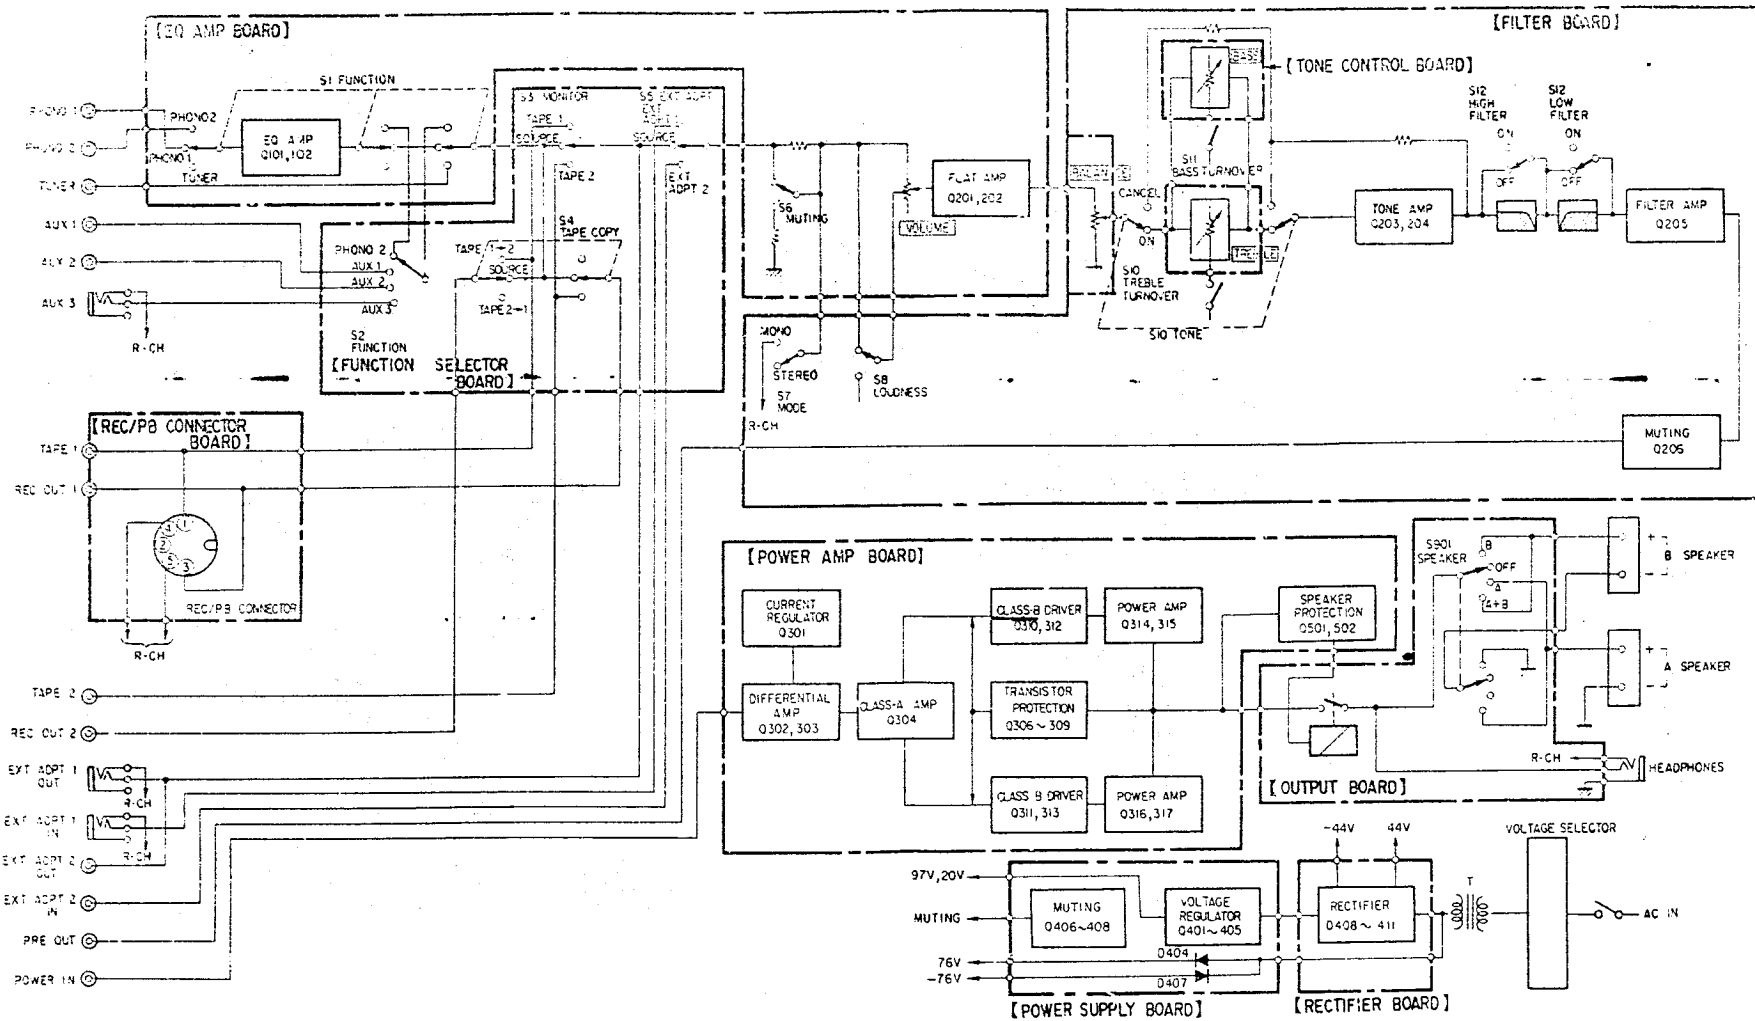 [EQ AMP BOARD]
S1 FUNCTION
PHONO 1
PHONO 2
TUNER
AUX 1
AUX 2
AUX 3
R-CH
PHONO2
PHONO1
TUNER
EQ AMP
Q101,102
S3 MONITOR
TAPE 1
SOURCE
TAPE 2
S5 EXT ADPT
EXT
ADPT 1
SOURCE
EXT
ADPT 2
S4
TAPE COPY
TAPE 1→2
SOURCE
TAPE2→1
PHONO 2
AUX 1
AUX 2
AUX 3
S2
FUNCTION
[FUNCTION SELECTOR
BOARD]
S6
MUTING
VOLUME
FLAT AMP
Q201,202
MONO
STEREO
S7
MODE
R-CH
S8
LOUDNESS
[FILTER BOARD]
[TONE CONTROL BOARD]
BASS
S11
BASS TURNOVER
BALANCE
CANCEL
ON
TREBLE
S10
TREBLE
TURNOVER
S10 TONE
TONE AMP
Q203,204
S12
HIGH
FILTER
ON
OFF
S12
LOW
FILTER
ON
OFF
FILTER AMP
Q205
MUTING
Q206
[REC/PB CONNECTOR
BOARD]
TAPE 1
REC OUT 1
4
1
2
5
3
REC/PB CONNECTOR
R-CH
TAPE 2
REC OUT 2
EXT ADPT 1
OUT
R-CH
EXT ADPT 1
IN
R-CH
EXT ADPT 2
OUT
EXT ADPT 2
IN
PRE OUT
POWER IN
[POWER AMP BOARD]
CURRENT
REGULATOR
Q301
DIFFERENTIAL
AMP
Q302,303
CLASS-A AMP
Q304
CLASS-B DRIVER
Q310,312
TRANSISTOR
PROTECTION
Q306~309
CLASS B DRIVER
Q311,313
POWER AMP
Q314,315
POWER AMP
Q316,317
SPEAKER
PROTECTION
Q501,502
S901
SPEAKER
B
OFF
A
A+B
+
B SPEAKER
-
+
A SPEAKER
-
R-CH
HEADPHONES
[OUTPUT BOARD]
97V,20V
MUTING
MUTING
Q406~408
VOLTAGE
REGULATOR
Q401~405
76V
-76V
D404
D407
[POWER SUPPLY BOARD]
-44V
44V
RECTIFIER
D408~411
[RECTIFIER BOARD]
T
VOLTAGE SELECTOR
AC IN